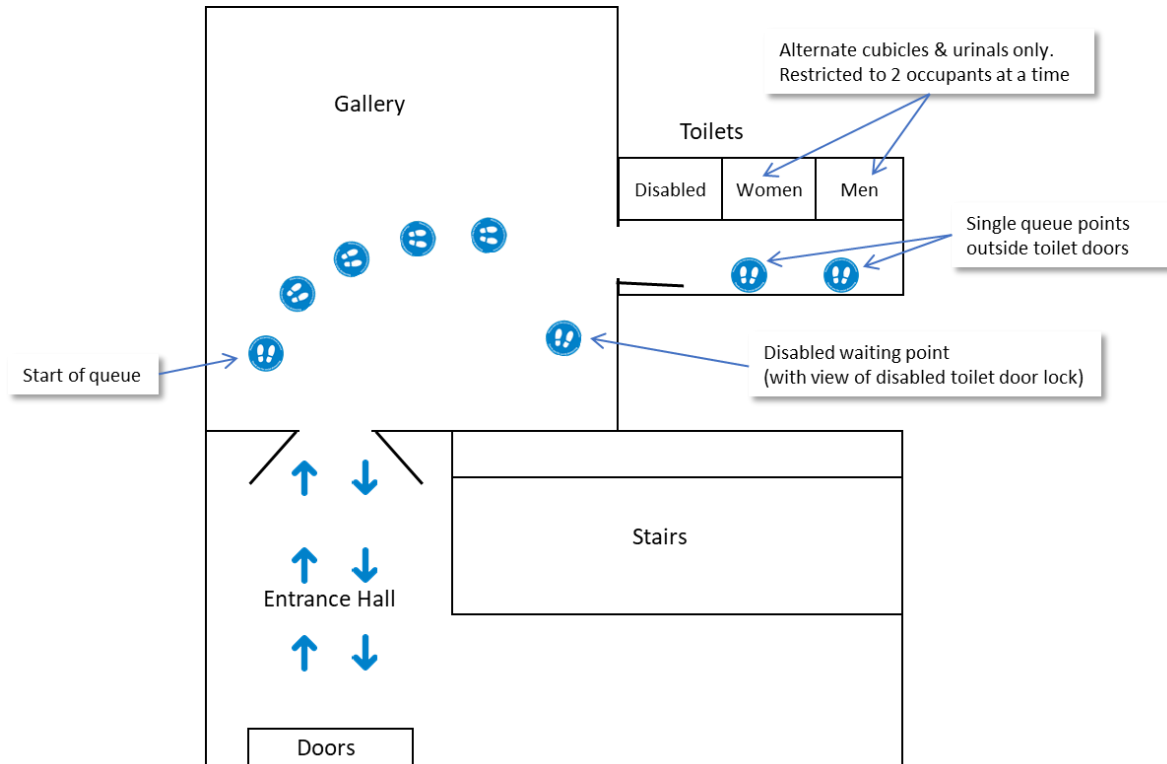 Alternate cubicles & urinals only.
Restricted to 2 occupants at a time
Gallery
Toilets
Disabled
Women
Men
Single queue points
outside toilet doors
Start of queue
Disabled waiting point
(with view of disabled toilet door lock)
Stairs
Entrance Hall
Doors